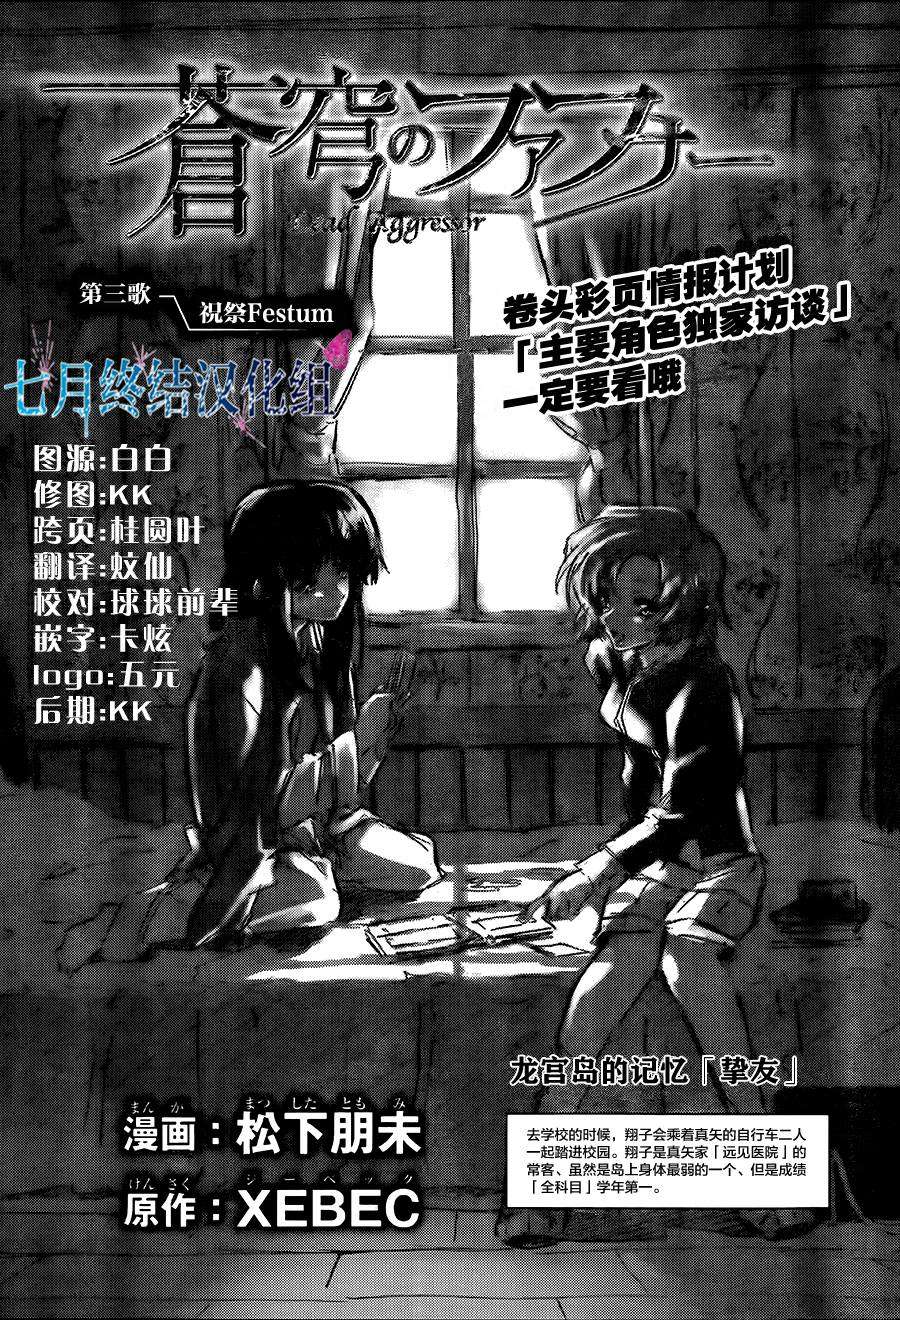 蒼穹のファフナー
Dead Aggressor
第三歌
祝祭Festum
卷头彩页情报计划
「主要角色独家访谈」
一定要看哦
七月终结汉化组
图源:白白
修图:KK
跨页:桂圆叶
翻译:蚊仙
校对:球球前辈
嵌字:卡炫
logo:五元
后期:KK
龙宫岛的记忆「挚友」
去学校的时候，翔子会乘着真矢的自行车二人
一起踏进校园。翔子是真矢家「远见医院」的
常客、虽然是岛上身体最弱的一个、但是成绩
「全科目」学年第一。
まんが まつしたともみ
漫画：松下朋未
げんさく ジーベック
原作：XEBEC